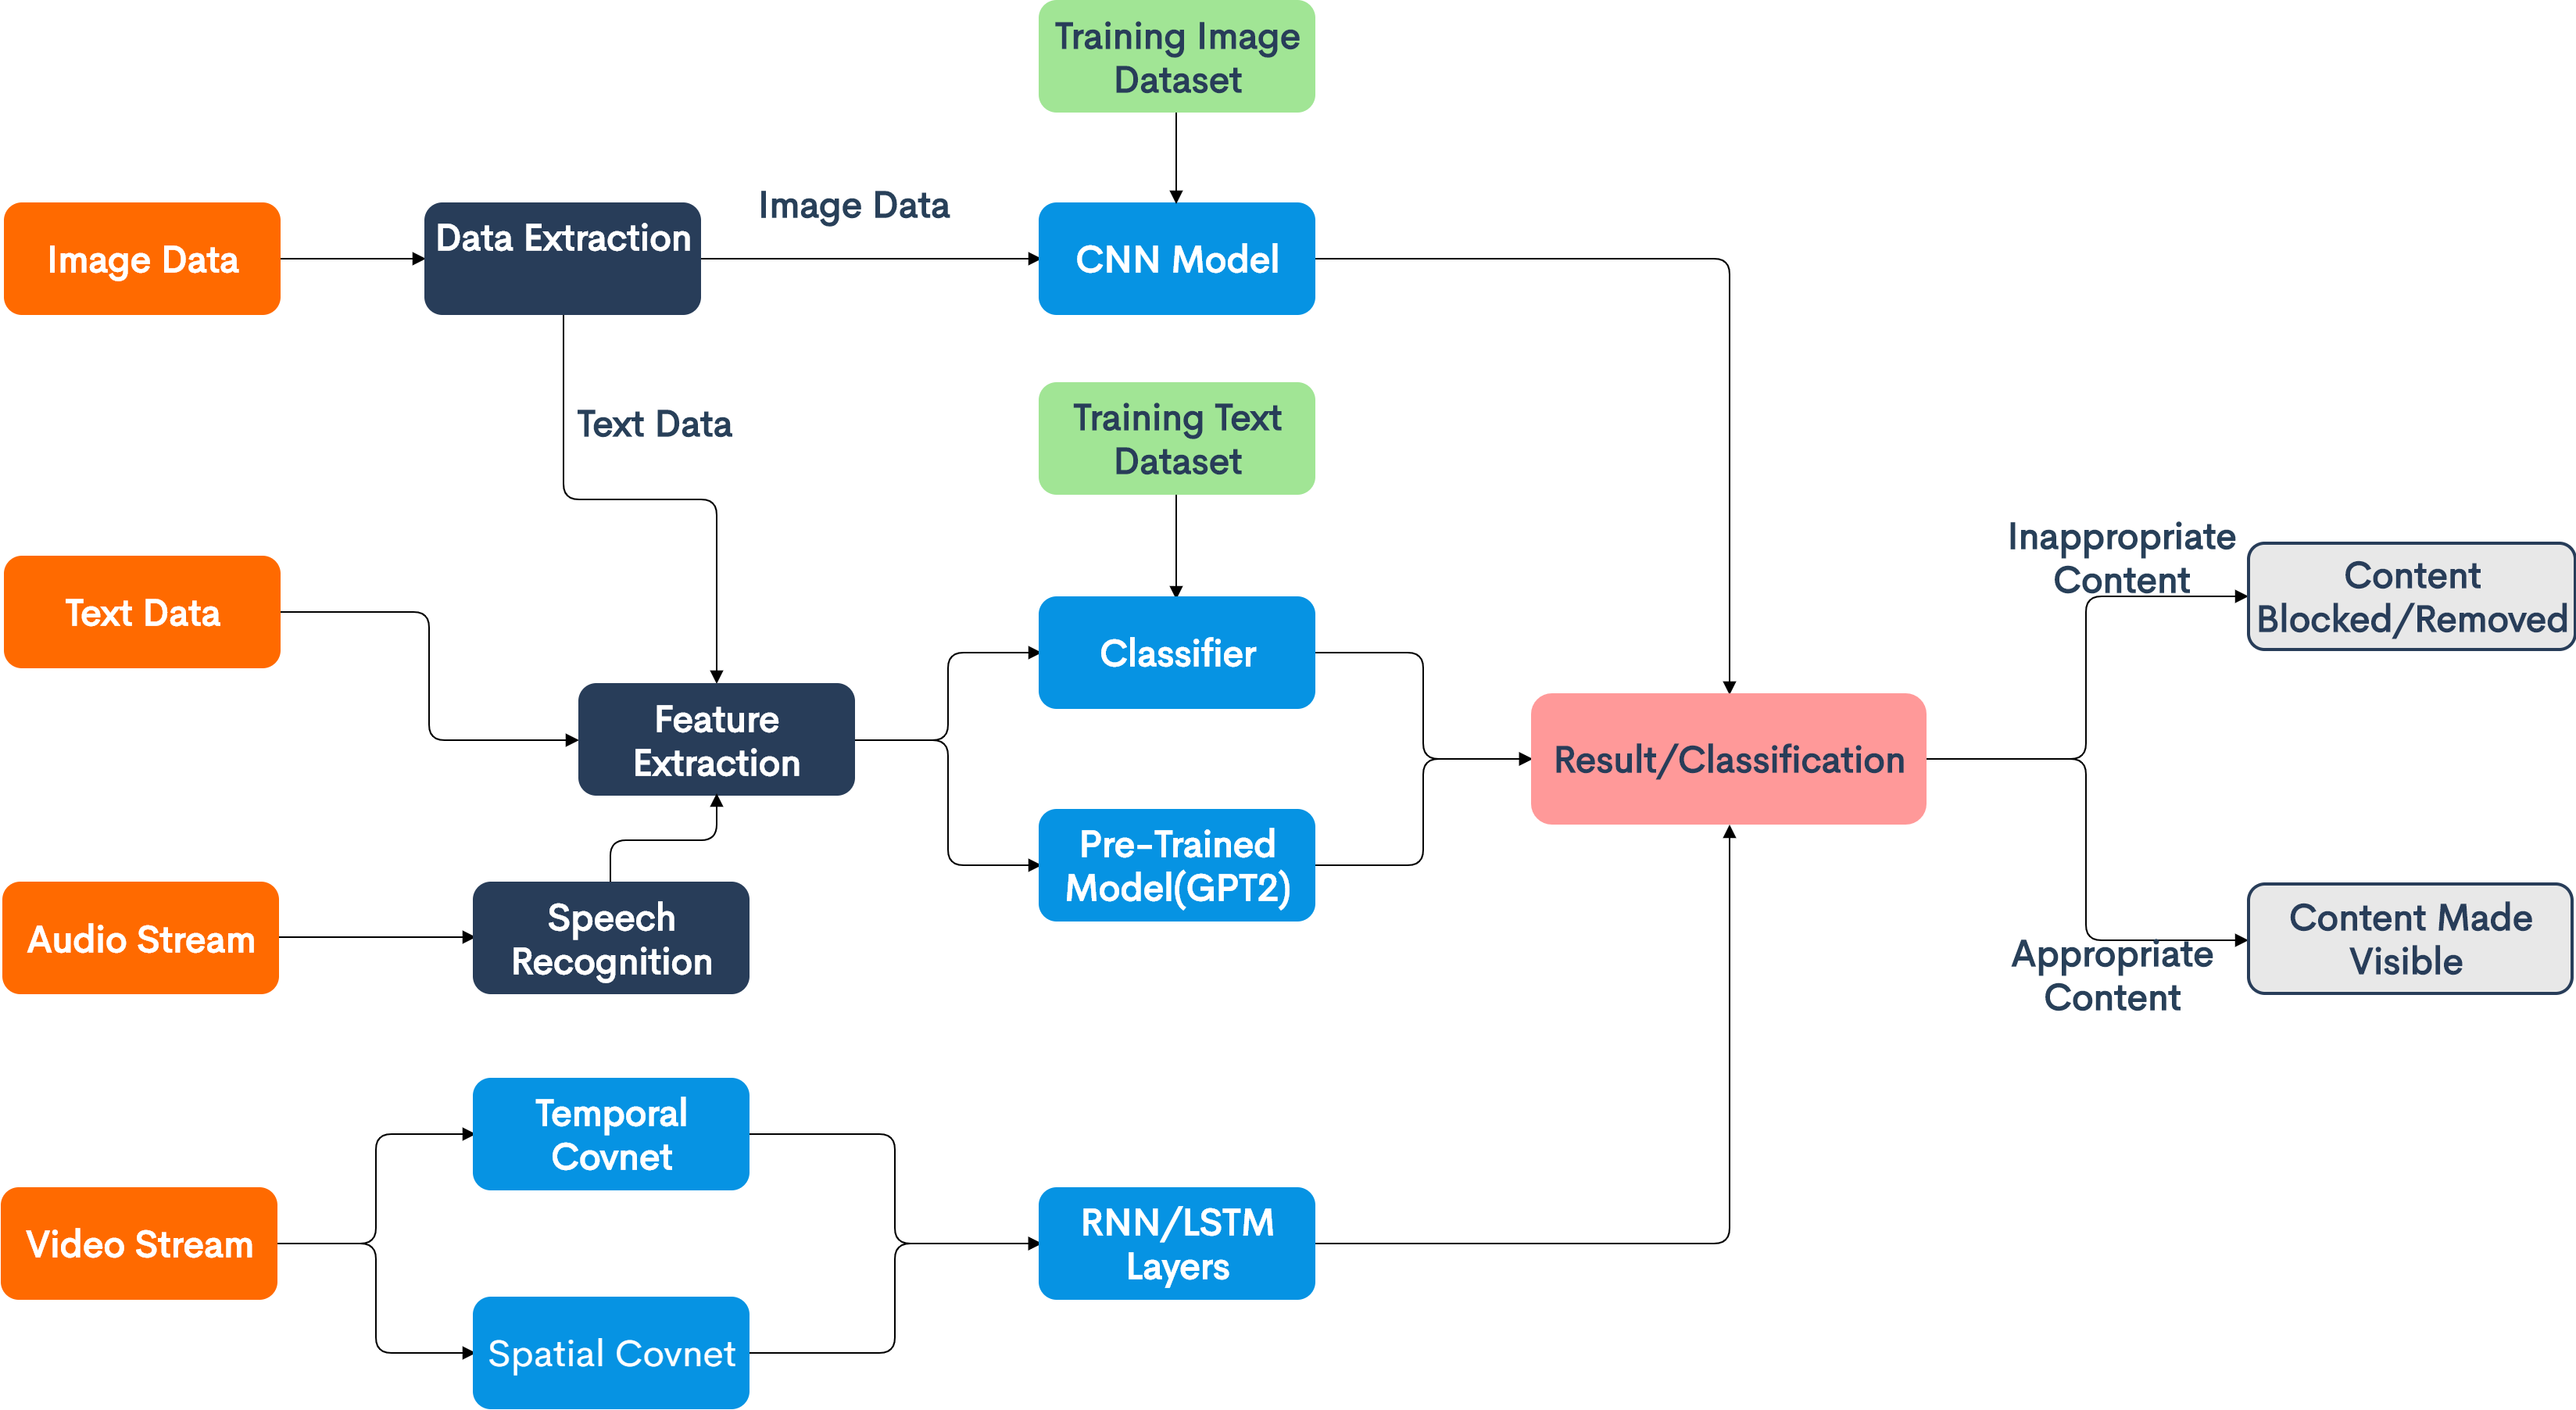 Training Image
Dataset
Image Data
Data Extraction
Image Data
CNN Model
Text Data
Training Text
Dataset
Text Data
Feature
Extraction
Classifier
Pre-Trained
Model(GPT2)
Result/Classification
Inappropriate
Content
Content
Blocked/Removed
Audio Stream
Speech
Recognition
Appropriate
Content
Content Made
Visible
Temporal
Covnet
Video Stream
RNN/LSTM
Layers
Spatial Covnet